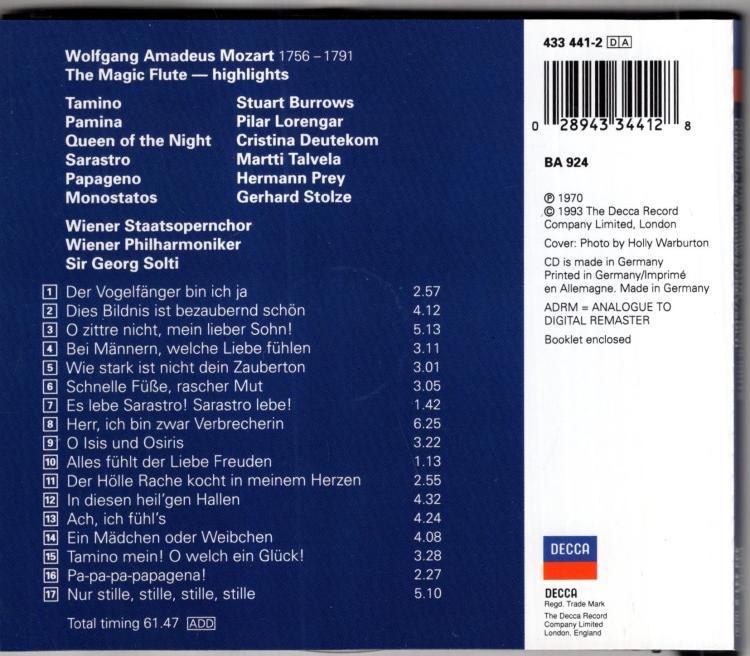 Wolfgang Amadeus Mozart 1756 – 1791
The Magic Flute — highlights
Tamino Stuart Burrows
Pamina Pilar Lorengar
Queen of the Night Cristina Deutekom
Sarastro Martti Talvela
Papageno Hermann Prey
Monostatos Gerhard Stolze
Wiener Staatsopernchor
Wiener Philharmoniker
Sir Georg Solti
1 Der Vogelfänger bin ich ja 2.57
2 Dies Bildnis ist bezaubernd schön 4.12
3 O zittre nicht, mein lieber Sohn! 5.13
4 Bei Männern, welche Liebe fühlen 3.11
5 Wie stark ist nicht dein Zauberton 3.01
6 Schnelle Füße, rascher Mut 3.05
7 Es lebe Sarastro! Sarastro lebe! 1.42
8 Herr, ich bin zwar Verbrecherin 6.25
9 O Isis und Osiris 3.22
10 Alles fühlt der Liebe Freuden 1.13
11 Der Hölle Rache kocht in meinem Herzen 2.55
12 In diesen heil'gen Hallen 4.32
13 Ach, ich fühl's 4.24
14 Ein Mädchen oder Weibchen 4.08
15 Tamino mein! O welch ein Glück! 3.28
16 Pa-pa-pa-papagena! 2.27
17 Nur stille, stille, stille, stille 5.10
Total timing 61.47 ADD
433 441-2 DA
0 28943 34412 8
BA 924
℗ 1970
© 1993 The Decca Record
Company Limited, London
Cover: Photo by Holly Warburton
CD is made in Germany
Printed in Germany/Imprimé
en Allemagne. Made in Germany
ADRM = ANALOGUE TO
DIGITAL REMASTER
Booklet enclosed
DECCA
DECCA
Regd. Trade Mark
The Decca Record
Company Limited
London, England